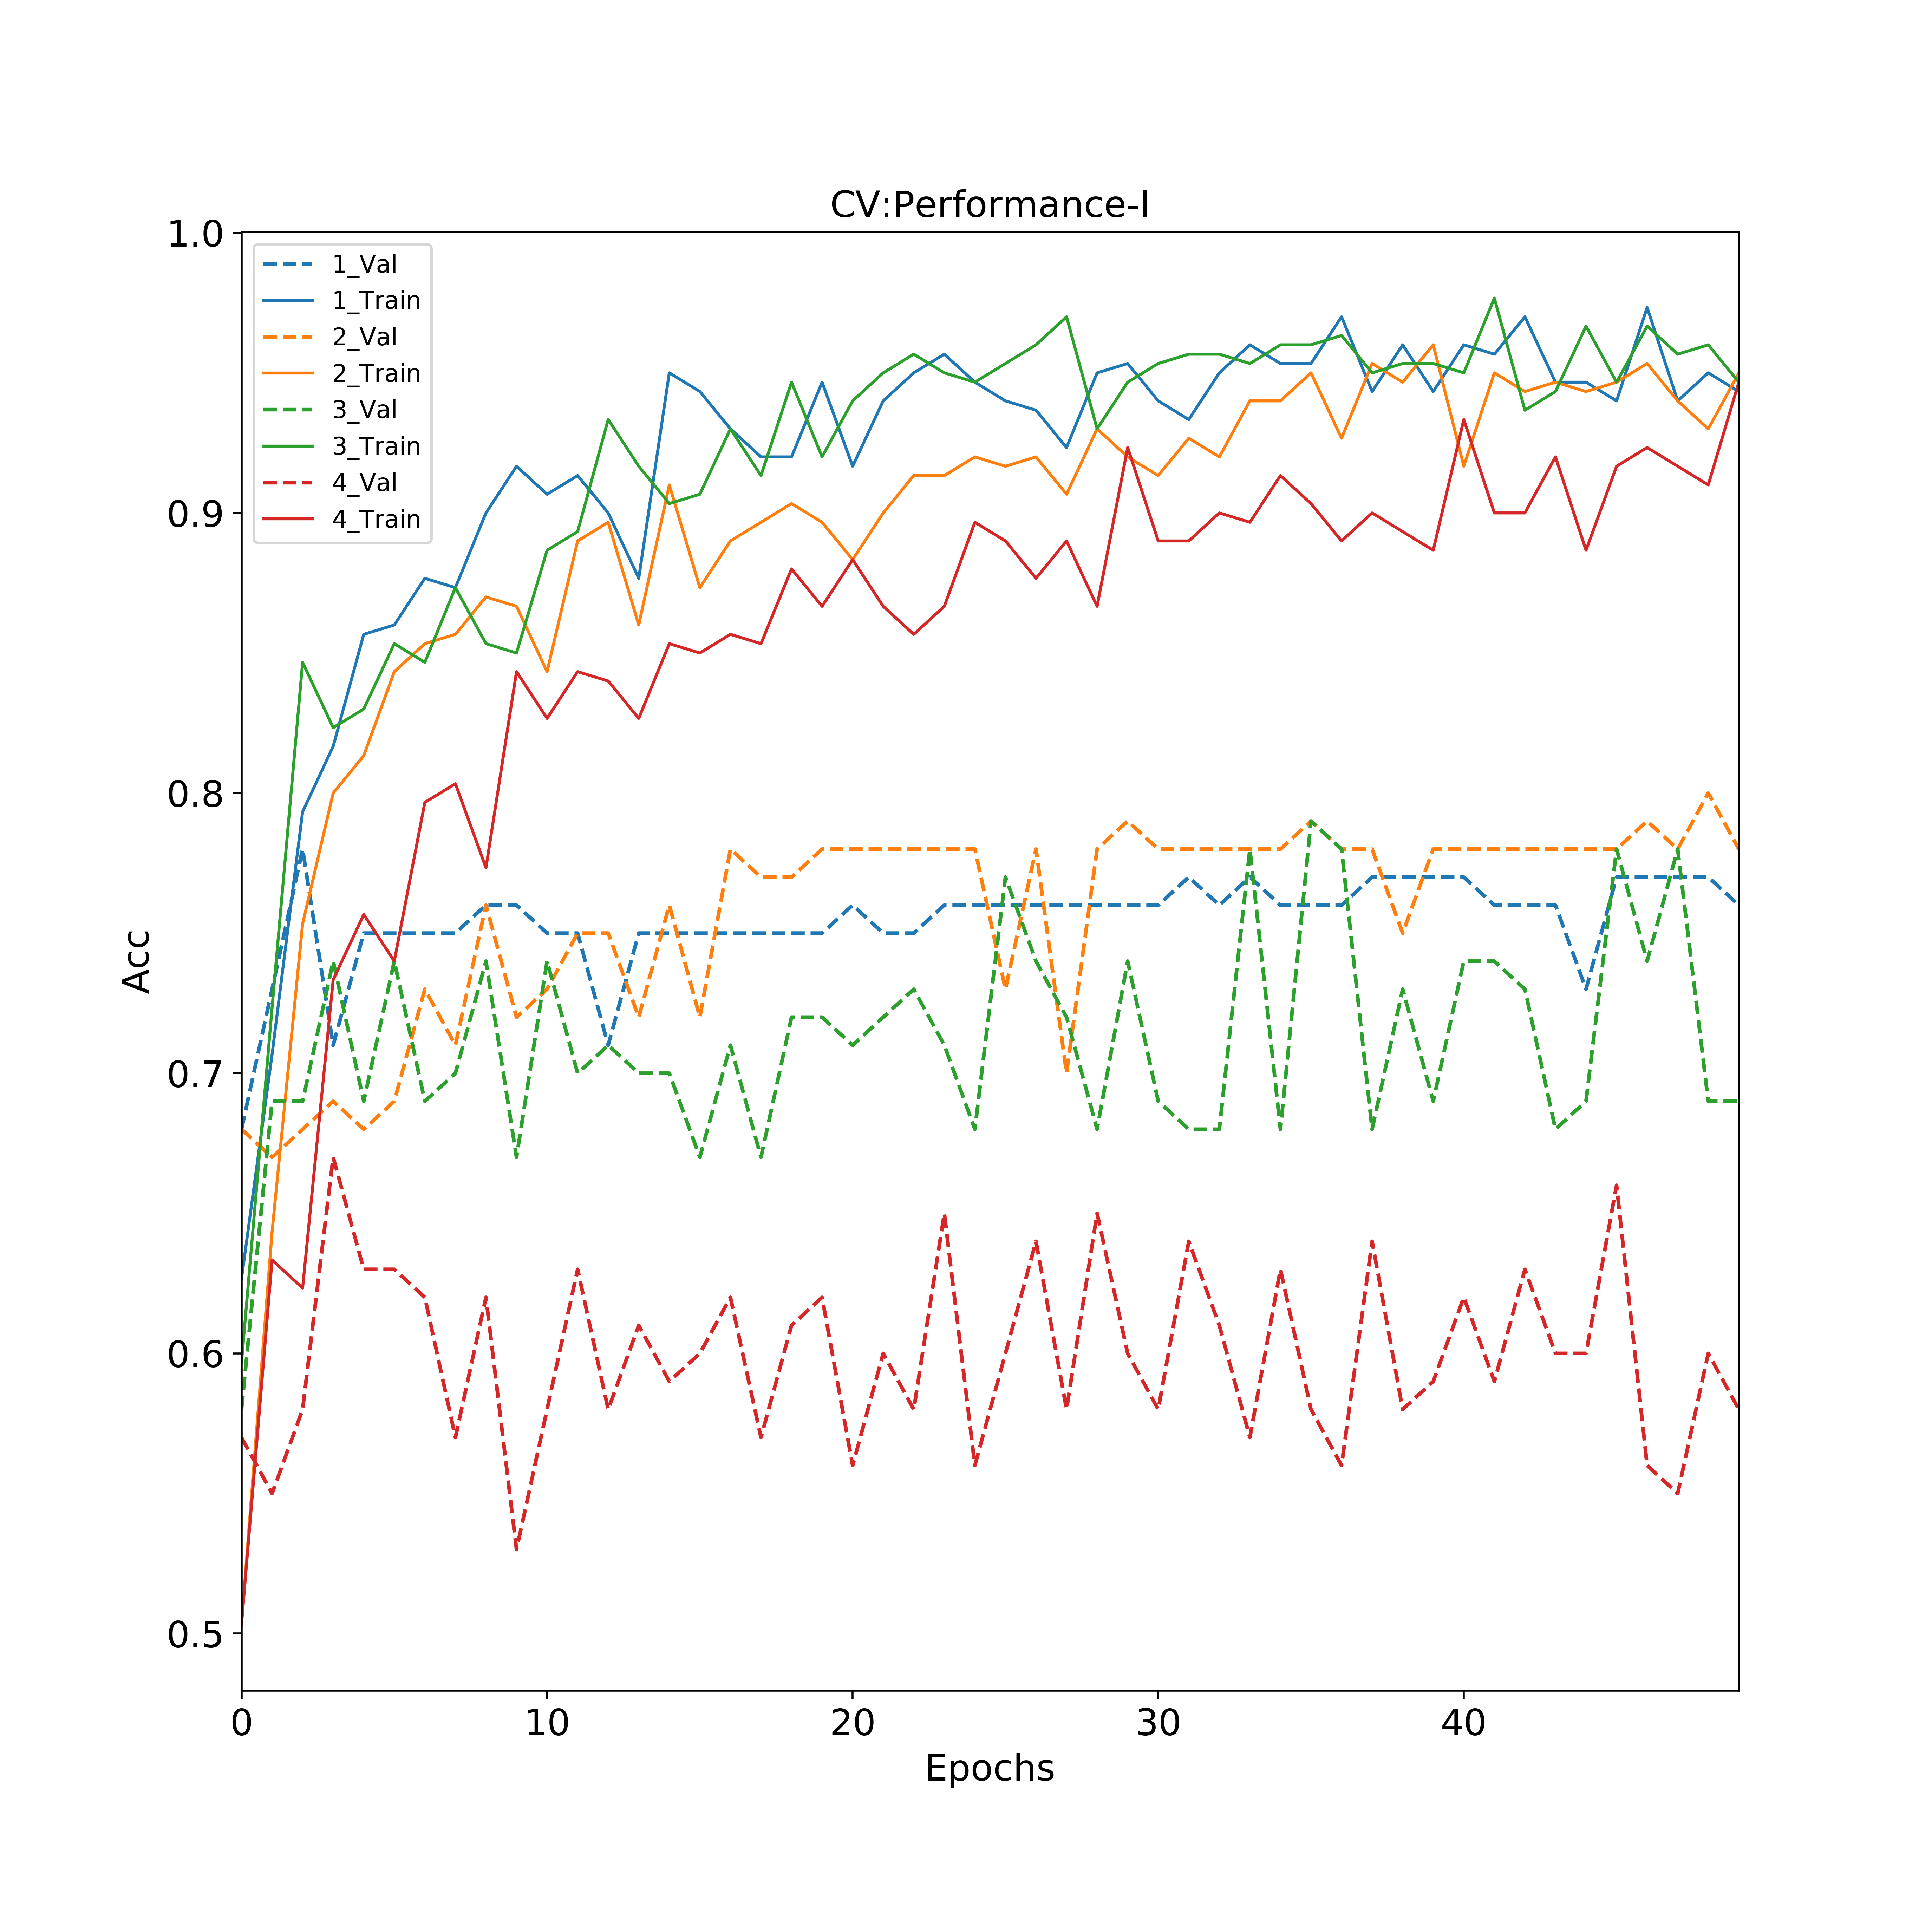 CV:Performance-I
1.0
0.9
0.8
0.7
0.6
0.5
Acc
1_Val
1_Train
2_Val
2_Train
3_Val
3_Train
4_Val
4_Train
0 10 20 30 40
Epochs